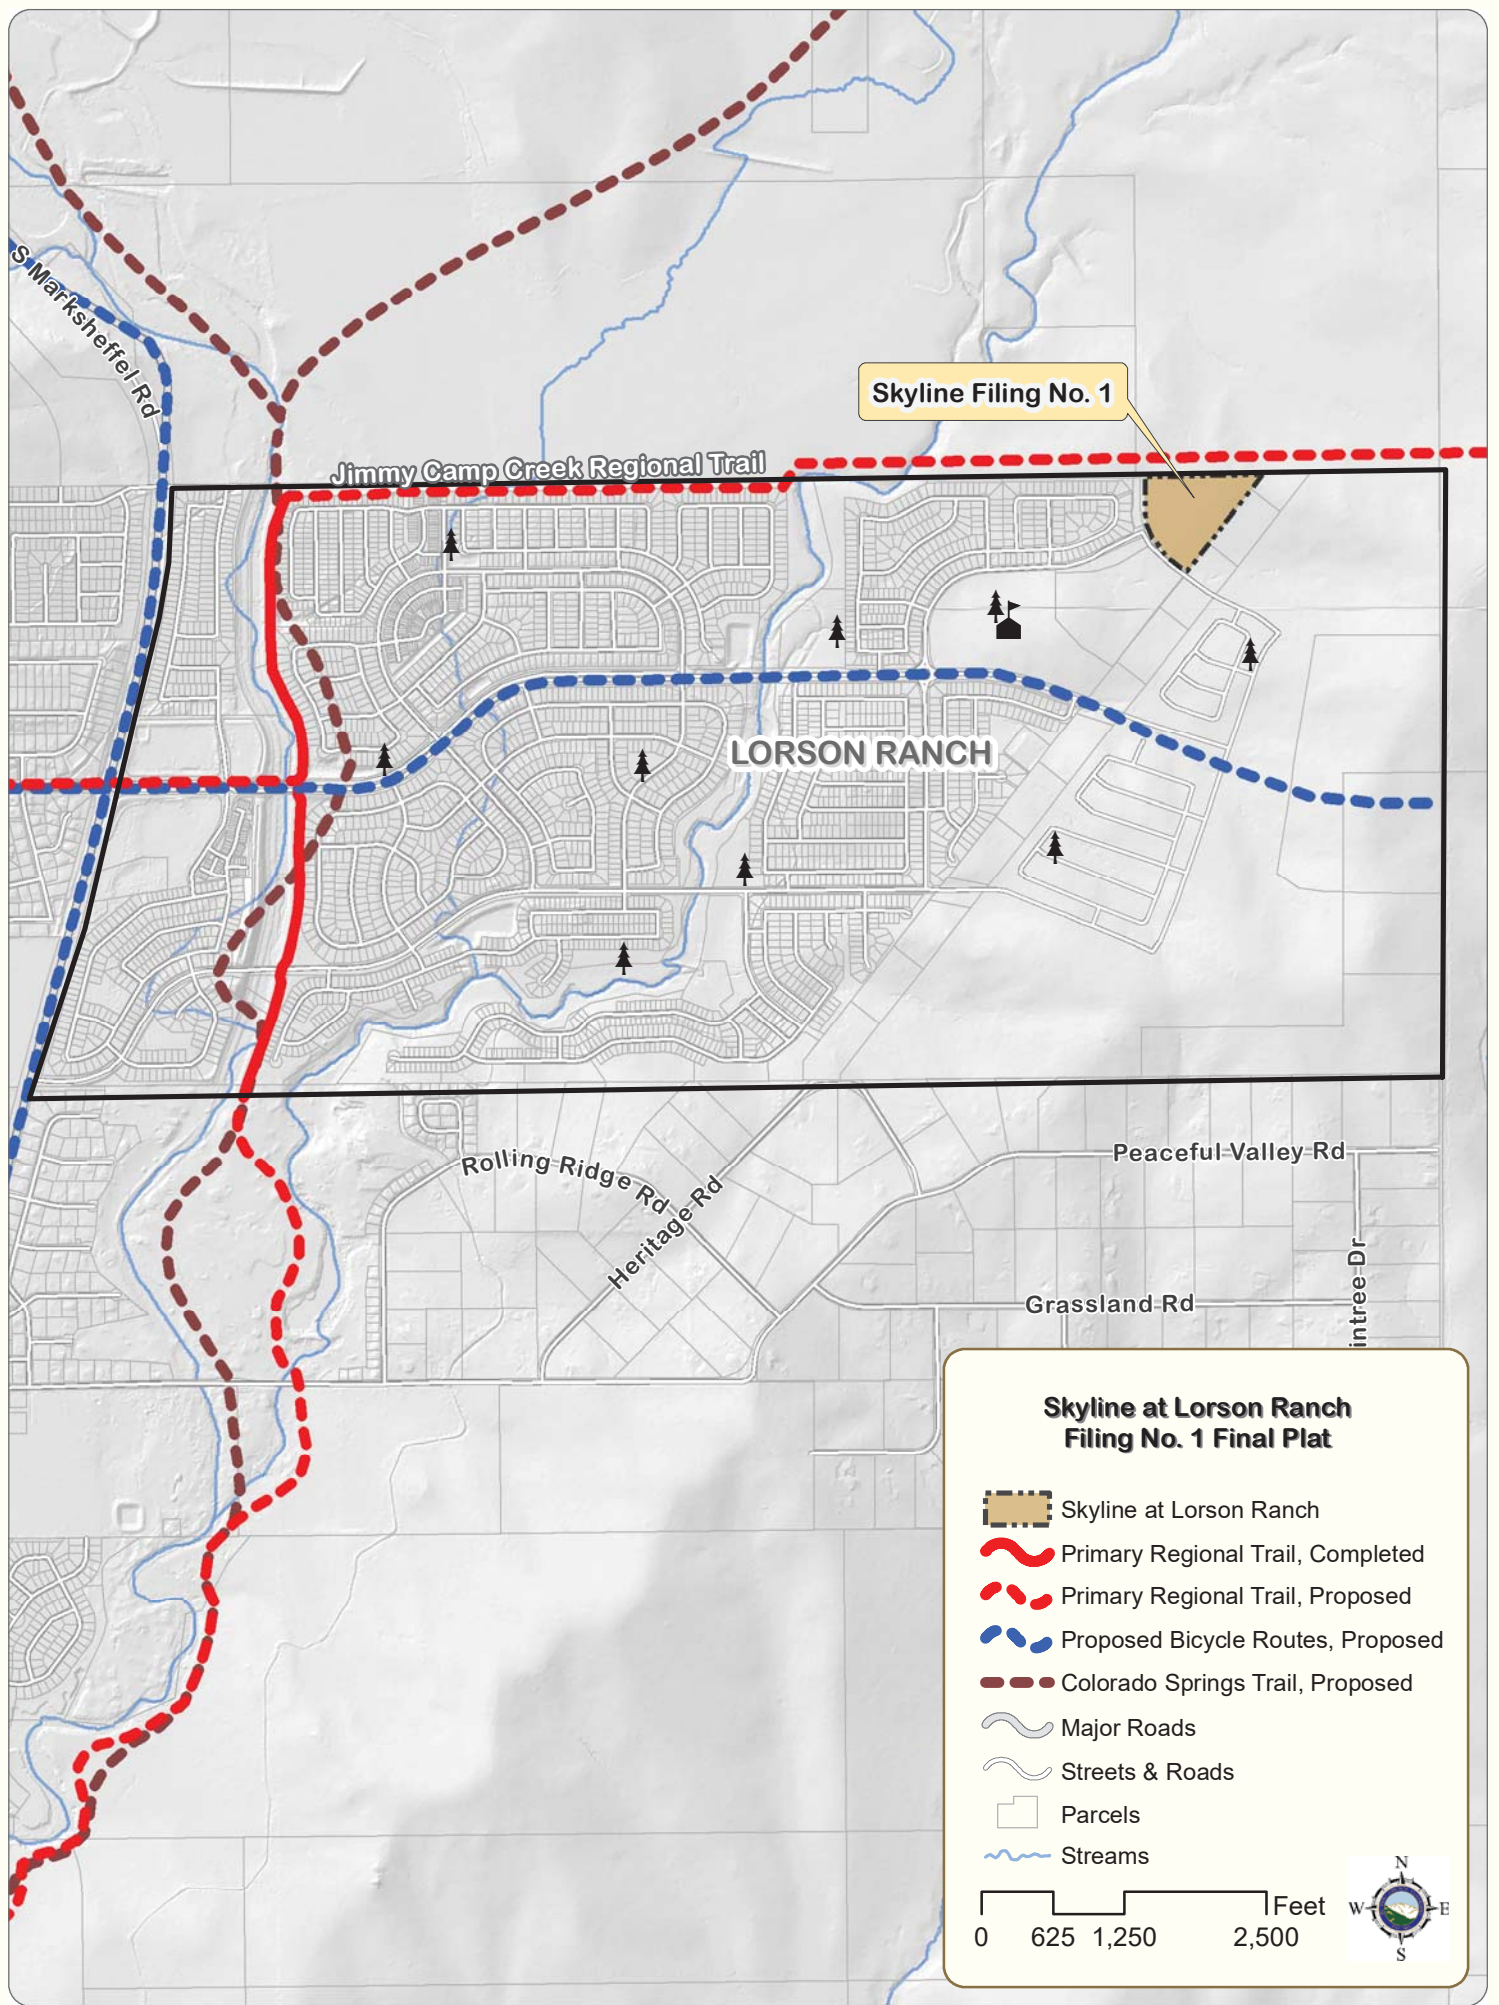 S Marksheffel Rd
Skyline Filing No. 1
Jimmy Camp Creek Regional Trail
LORSON RANCH
Peaceful Valley Rd
Rolling Ridge Rd
Heritage Rd
Grassland Rd
intree Dr
Skyline at Lorson Ranch
Filing No. 1 Final Plat
Skyline at Lorson Ranch
Primary Regional Trail, Completed
Primary Regional Trail, Proposed
Proposed Bicycle Routes, Proposed
Colorado Springs Trail, Proposed
Major Roads
Streets & Roads
Parcels
Streams
Feet
0 625 1,250 2,500
N
W E
S